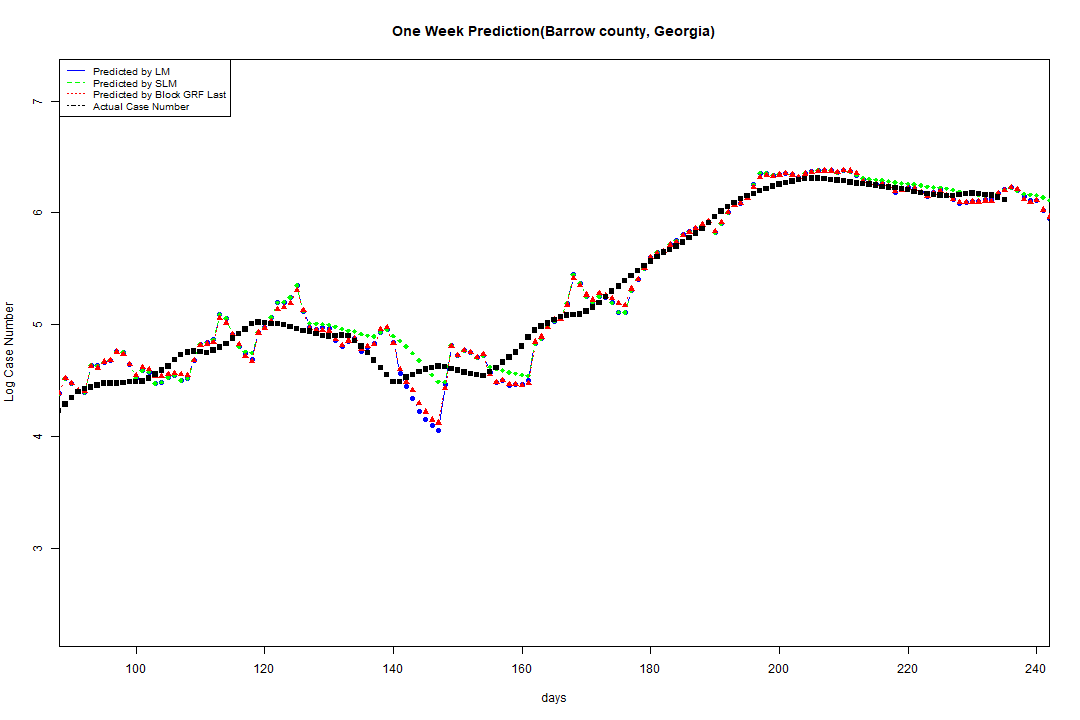 One Week Prediction(Barrow county, Georgia)
Predicted by LM
Predicted by SLM
Predicted by Block GRF Last
Actual Case Number
7
6
5
4
3
Log Case Number
100 120 140 160 180 200 220 240
days